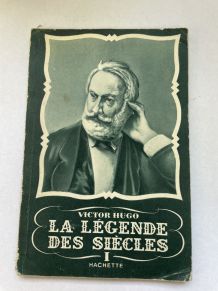 VICTOR HUGO
LA LÉGENDE
DES SIÈCLES
I
HACHETTE